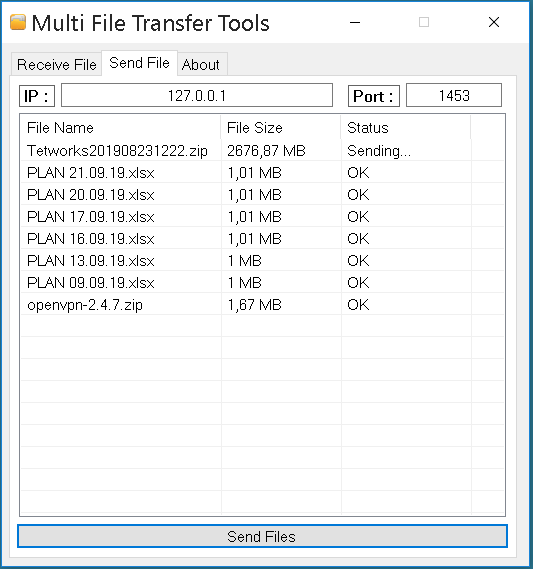 Multi File Transfer Tools
Receive File Send File About
IP : 127.0.0.1 Port : 1453
File Name File Size Status
Tetworks201908231222.zip 2676,87 MB Sending...
PLAN 21.09.19.xlsx 1,01 MB OK
PLAN 20.09.19.xlsx 1,01 MB OK
PLAN 17.09.19.xlsx 1,01 MB OK
PLAN 16.09.19.xlsx 1,01 MB OK
PLAN 13.09.19.xlsx 1 MB OK
PLAN 09.09.19.xlsx 1 MB OK
openvpn-2.4.7.zip 1,67 MB OK
Send Files